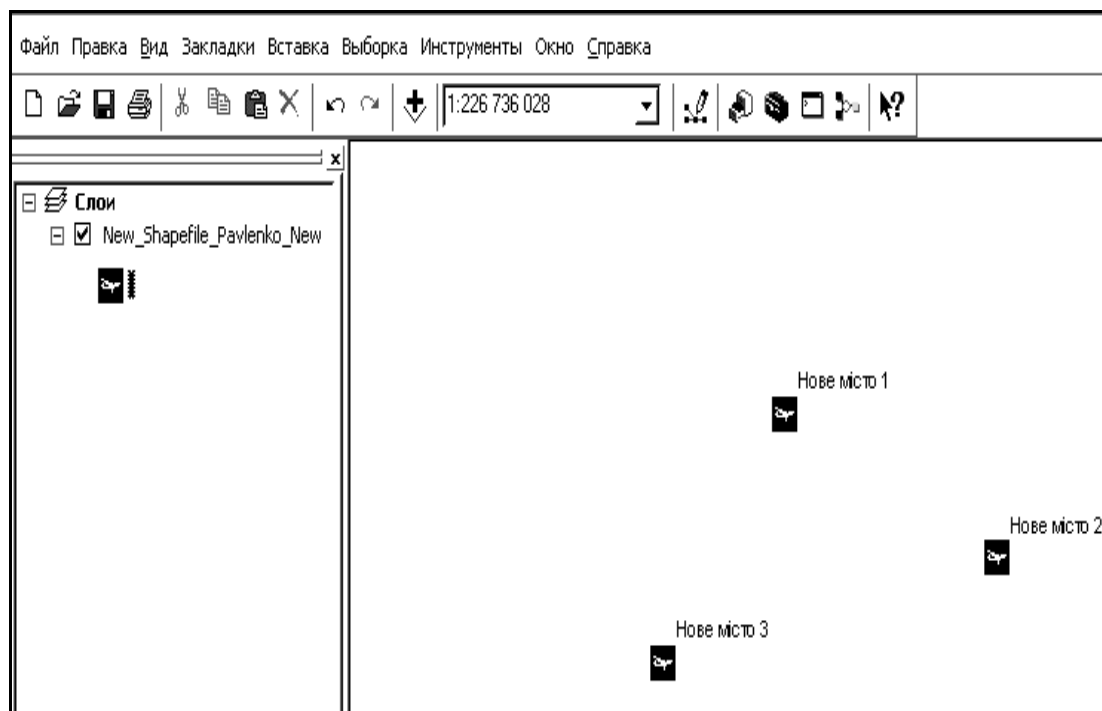 Файл Правка Вид Закладки Вставка Выборка Инструменты Окно Справка
1:226 736 028
Слои
New_Shapefile_Pavlenko_New
Нове місто 1
Нове місто 2
Нове місто 3